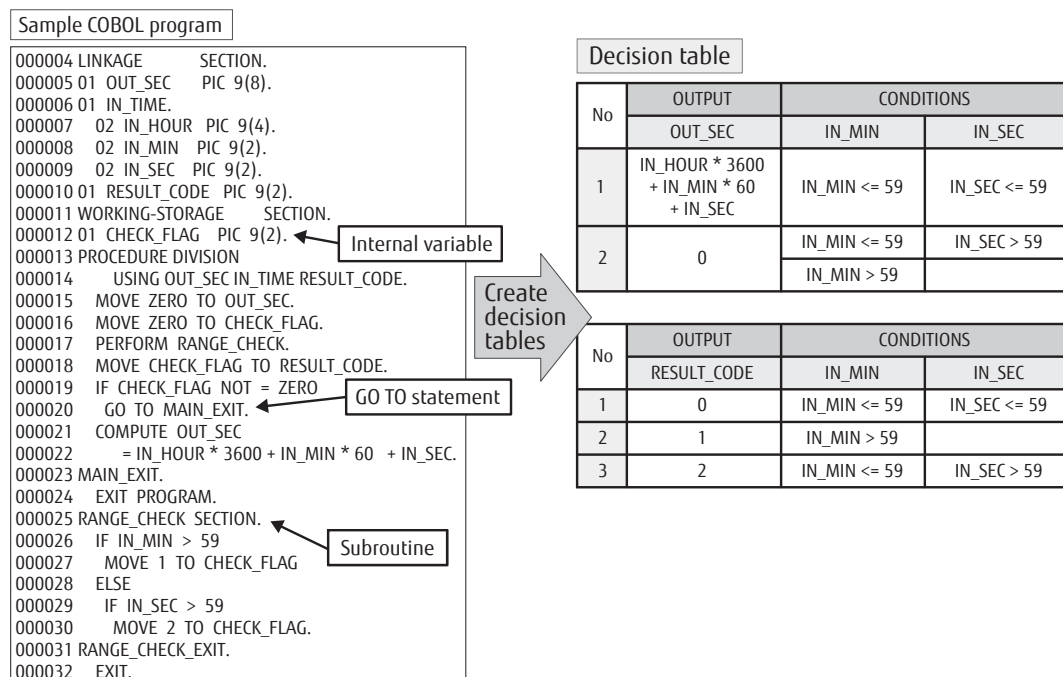 Sample COBOL program
000004 LINKAGE SECTION.
000005 01 OUT_SEC PIC 9(8).
000006 01 IN_TIME.
000007 02 IN_HOUR PIC 9(4).
000008 02 IN_MIN PIC 9(2).
000009 02 IN_SEC PIC 9(2).
000010 01 RESULT_CODE PIC 9(2).
000011 WORKING-STORAGE SECTION.
000012 01 CHECK_FLAG PIC 9(2).
Internal variable
000013 PROCEDURE DIVISION
000014 USING OUT_SEC IN_TIME RESULT_CODE.
000015 MOVE ZERO TO OUT_SEC.
000016 MOVE ZERO TO CHECK_FLAG.
000017 PERFORM RANGE_CHECK.
000018 MOVE CHECK_FLAG TO RESULT_CODE.
000019 IF CHECK_FLAG NOT = ZERO
000020 GO TO MAIN_EXIT.
GO TO statement
000021 COMPUTE OUT_SEC
000022 = IN_HOUR * 3600 + IN_MIN * 60 + IN_SEC.
000023 MAIN_EXIT.
000024 EXIT PROGRAM.
000025 RANGE_CHECK SECTION.
000026 IF IN_MIN > 59
Subroutine
000027 MOVE 1 TO CHECK_FLAG
000028 ELSE
000029 IF IN_SEC > 59
000030 MOVE 2 TO CHECK_FLAG.
000031 RANGE_CHECK_EXIT.
000032 EXIT.
Create
decision
tables
Decision table
No OUTPUT CONDITIONS
OUT_SEC IN_MIN IN_SEC
1 IN_HOUR * 3600
+ IN_MIN * 60
+ IN_SEC
IN_MIN <= 59 IN_SEC <= 59
2 0 IN_MIN <= 59 IN_SEC > 59
IN_MIN > 59
No OUTPUT CONDITIONS
RESULT_CODE IN_MIN IN_SEC
1 0 IN_MIN <= 59 IN_SEC <= 59
2 1 IN_MIN > 59
3 2 IN_MIN <= 59 IN_SEC > 59